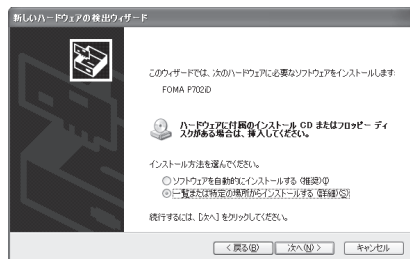 新しいハードウェアの検出ウィザード
このウィザードでは、次のハードウェアに必要なソフトウェアをインストールします:
FOMA P702iD
ハードウェアに付属のインストール CD またはフロッピー ディ
スクがある場合は、挿入してください。
インストール方法を選んでください。
ソフトウェアを自動的にインストールする (推奨)(I)
一覧または特定の場所からインストールする (詳細)(S)
続行するには、[次へ] をクリックしてください。
< 戻る(B)
次へ(N) >
キャンセル